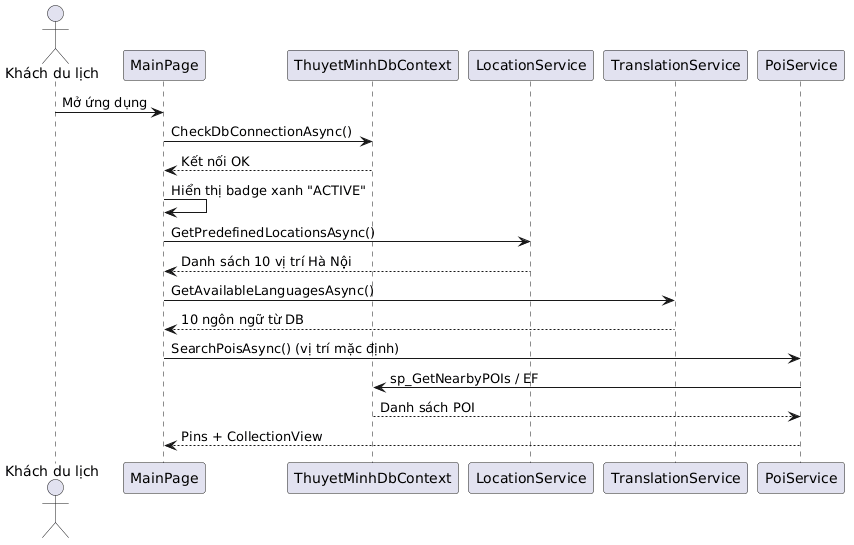 Khách du lịch
MainPage
ThuyetMinhDbContext
LocationService
TranslationService
PoiService
Mở ứng dụng
CheckDbConnectionAsync()
Kết nối OK
Hiển thị badge xanh "ACTIVE"
GetPredefinedLocationsAsync()
Danh sách 10 vị trí Hà Nội
GetAvailableLanguagesAsync()
10 ngôn ngữ từ DB
SearchPoisAsync() (vị trí mặc định)
sp_GetNearbyPOIs / EF
Danh sách POI
Pins + CollectionView
Khách du lịch
MainPage
ThuyetMinhDbContext
LocationService
TranslationService
PoiService